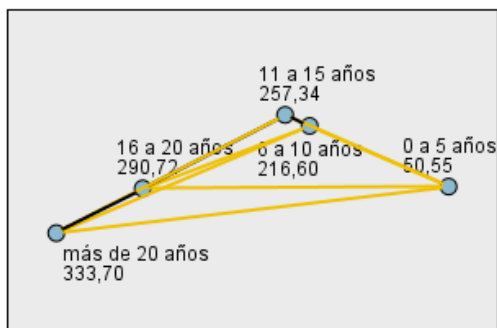 11 a 15 años
257,34
16 a 20 años
290,72
6 a 10 años
216,60
0 a 5 años
50,55
más de 20 años
333,70